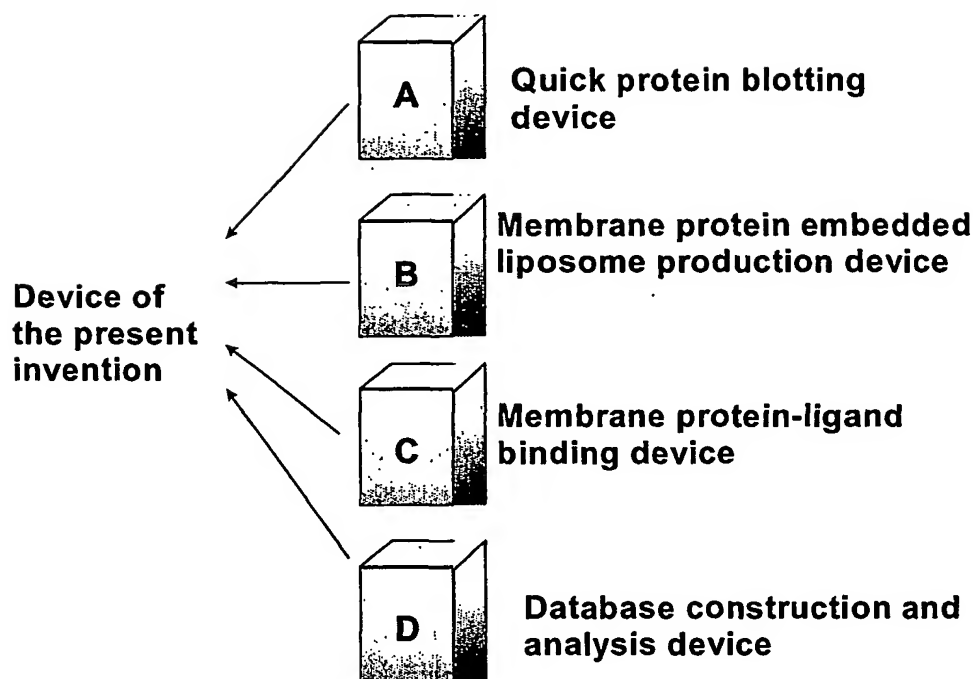 A
Quick protein blotting
device
B
Membrane protein embedded
liposome production device
Device of
the present
invention
C
Membrane protein-ligand
binding device
D
Database construction and
analysis device